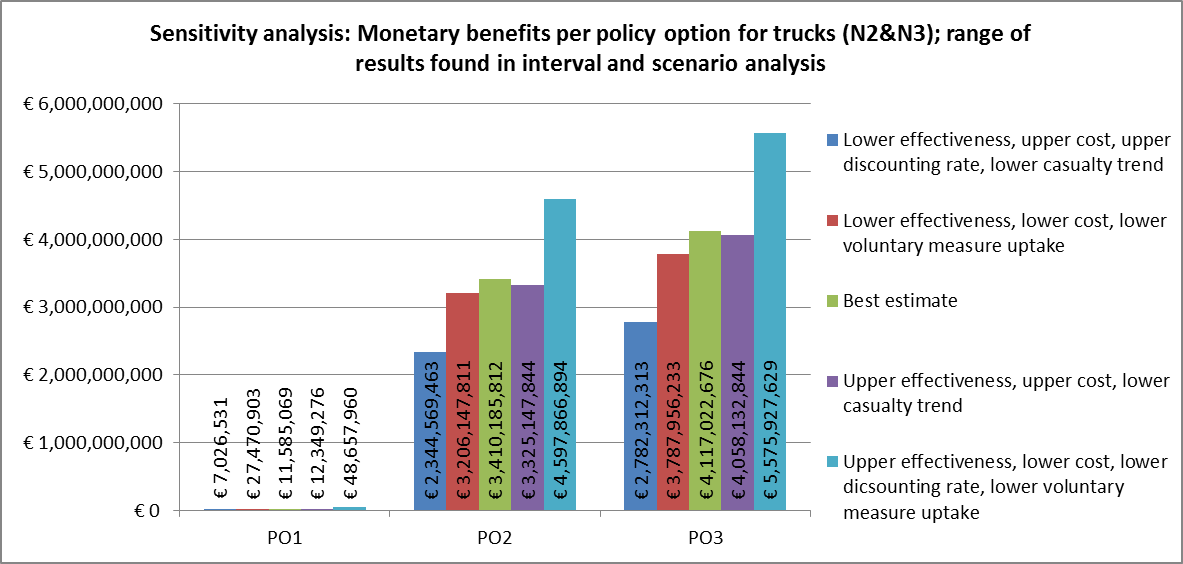 Sensitivity analysis: Monetary benefits per policy option for trucks (N2&N3); range of
results found in interval and scenario analysis
€ 6,000,000,000
€ 5,000,000,000
€ 4,000,000,000
€ 3,000,000,000
€ 2,000,000,000
€ 1,000,000,000
€ 0
€ 7,026,531
€ 27,470,903
€ 11,585,069
€ 12,349,276
€ 48,657,960
€ 2,344,569,463
€ 3,206,147,811
€ 3,410,185,812
€ 3,325,147,844
€ 4,597,866,894
€ 2,782,312,313
€ 3,787,956,233
€ 4,117,022,676
€ 4,058,132,844
€ 5,575,927,629
PO1
PO2
PO3
Lower effectiveness, upper cost, upper
discounting rate, lower casualty trend
Lower effectiveness, lower cost, lower
voluntary measure uptake
Best estimate
Upper effectiveness, upper cost, lower
casualty trend
Upper effectiveness, lower cost, lower
dicsounting rate, lower voluntary
measure uptake